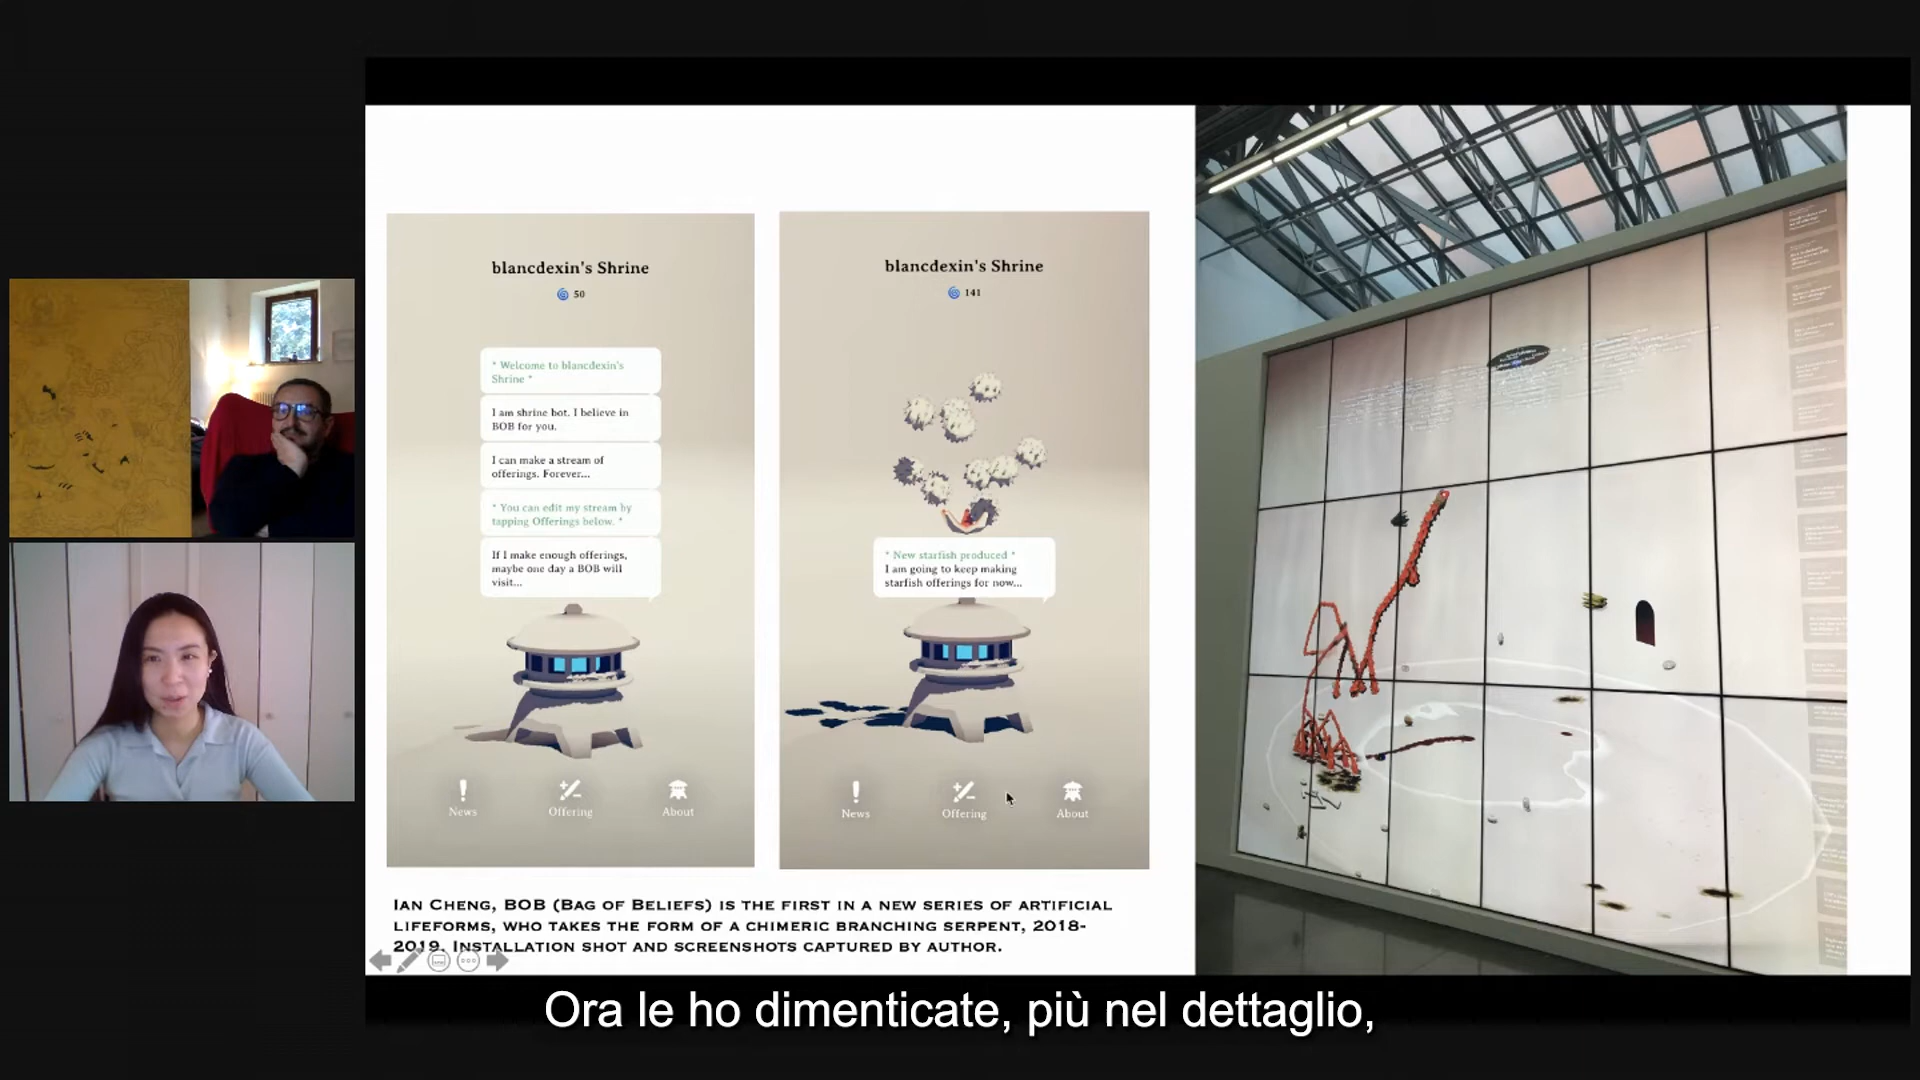 blancdexin's Shrine
50
* Welcome to blancdexin's
Shrine *
I am shrine bot. I believe in
BOB for you.
I can make a stream of
offerings. Forever...
* You can edit my stream by
tapping Offerings below. *
If I make enough offerings,
maybe one day a BOB will
visit...
News
Offering
About
blancdexin's Shrine
141
* New starfish produced *
I am going to keep making
starfish offerings for now...
News
Offering
About
IAN CHENG, BOB (BAG OF BELIEFS) IS THE FIRST IN A NEW SERIES OF ARTIFICIAL
LIFEFORMS, WHO TAKES THE FORM OF A CHIMERIC BRANCHING SERPENT, 2018-
2019. INSTALLATION SHOT AND SCREENSHOTS CAPTURED BY AUTHOR.
Ora le ho dimenticate, più nel dettaglio,